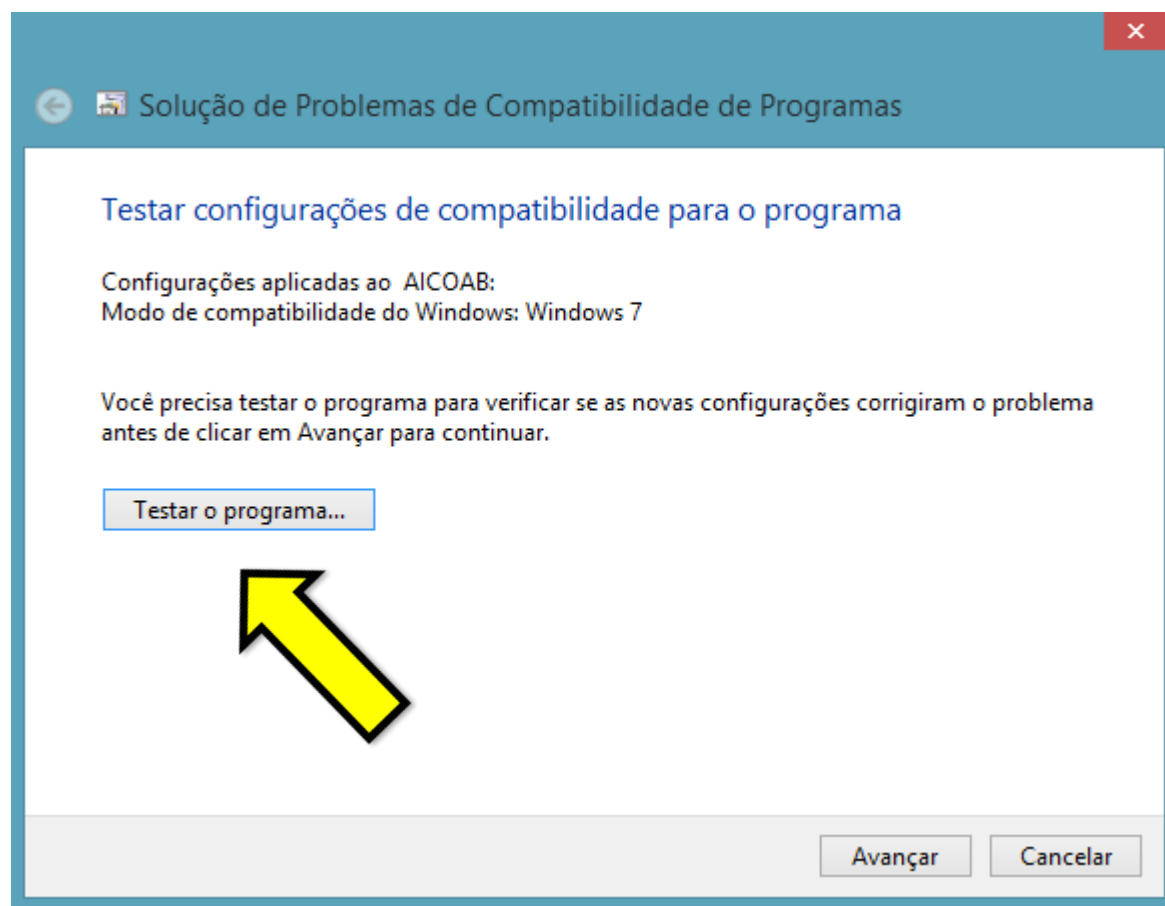 Solução de Problemas de Compatibilidade de Programas
Testar configurações de compatibilidade para o programa
Configurações aplicadas ao  AICOAB:
Modo de compatibilidade do Windows: Windows 7
Você precisa testar o programa para verificar se as novas configurações corrigiram o problema
antes de clicar em Avançar para continuar.
Testar o programa...
Avançar
Cancelar